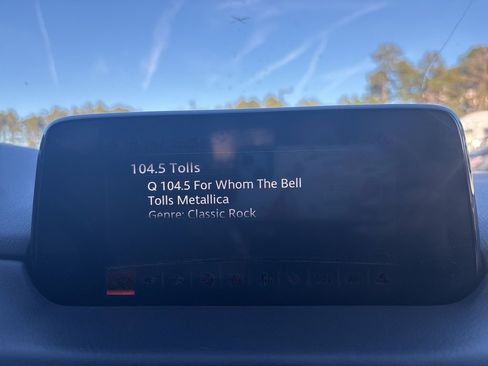 104.5 Tolls
Q 104.5 For Whom The Bell
Tolls Metallica
Genre: Classic Rock